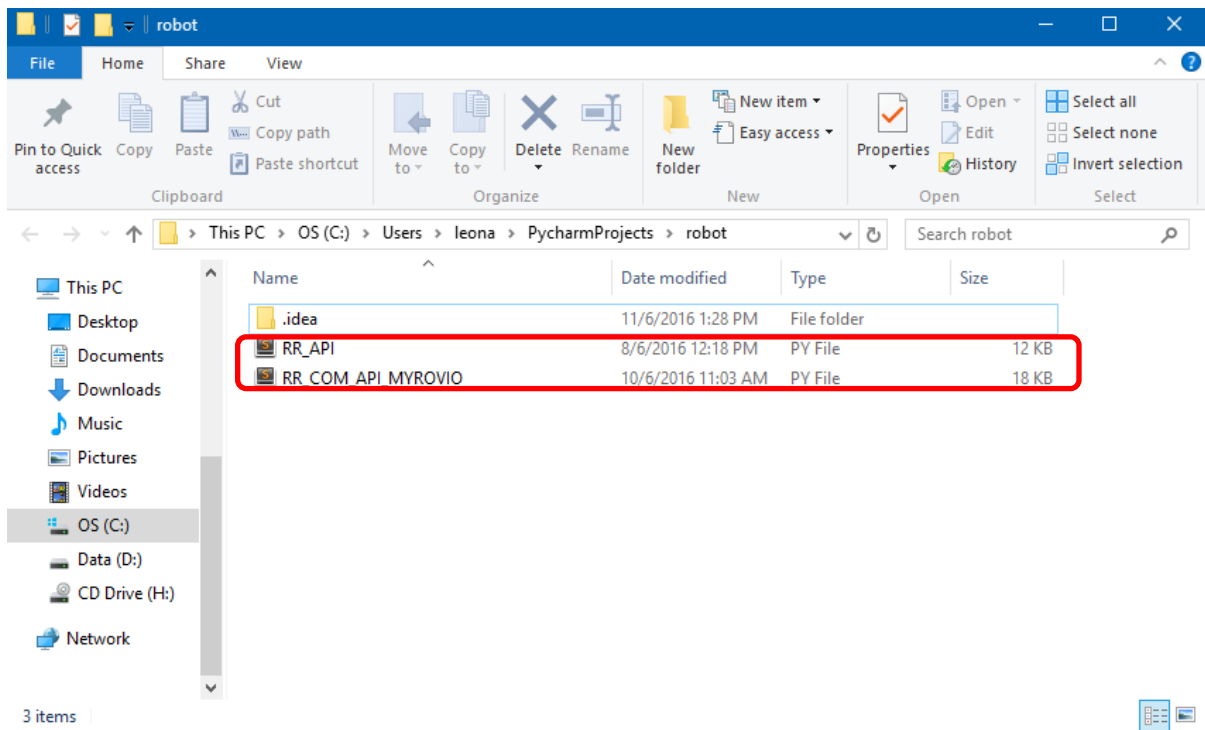 robot
File Home Share View
Pin to Quick access
Copy
Paste
Cut
Copy path
Paste shortcut
Clipboard
Move to
Copy to
Delete
Rename
Organize
New folder
New item
Easy access
New
Properties
Open
Edit
History
Open
Select all
Select none
Invert selection
Select
This PC > OS (C:) > Users > leona > PycharmProjects > robot
Search robot
Name Date modified Type Size
.idea 11/6/2016 1:28 PM File folder
RR_API 8/6/2016 12:18 PM PY File 12 KB
RR_COM_API_MYROVIO 10/6/2016 11:03 AM PY File 18 KB
This PC
Desktop
Documents
Downloads
Music
Pictures
Videos
OS (C:)
Data (D:)
CD Drive (H:)
Network
3 items